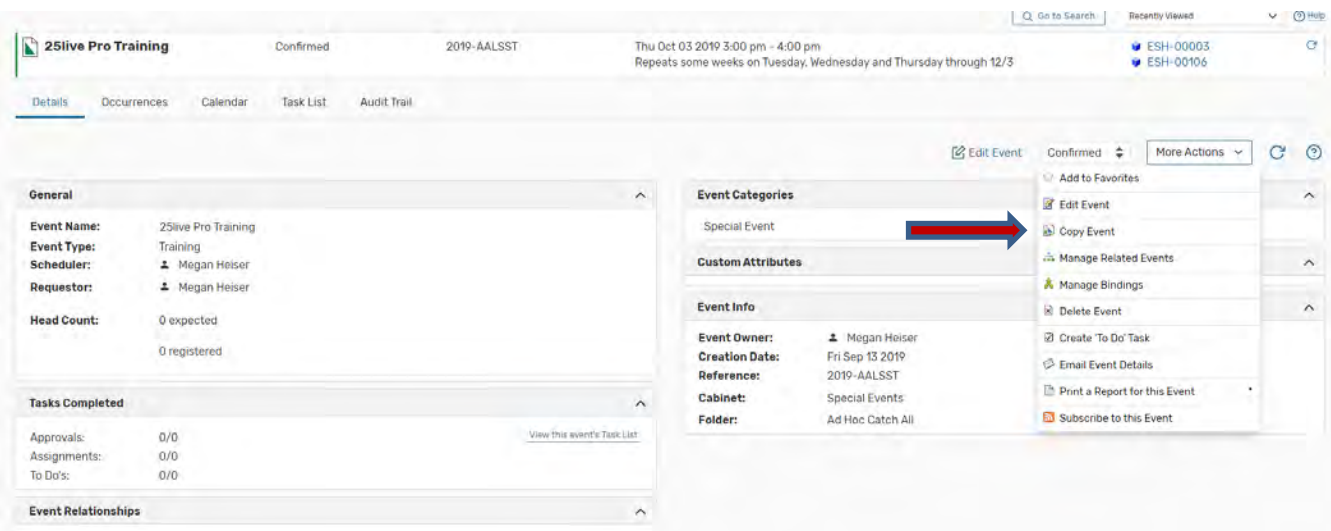 Go to Search Recently Viewed Help
25live Pro Training Confirmed 2019-AALSST Thu Oct 03 2019 3:00 pm - 4:00 pm ESH-00003
Repeats some weeks on Tuesday, Wednesday and Thursday through 12/3 ESH-00106
Details Occurrences Calendar Task List Audit Trail
Edit Event Confirmed More Actions
General
Event Name: 25live Pro Training
Event Type: Training
Scheduler: Megan Heiser
Requestor: Megan Heiser
Head Count: 0 expected
0 registered
Tasks Completed
Approvals: 0/0 View this event's Task List
Assignments: 0/0
To Do's: 0/0
Event Relationships
Event Categories
Special Event
Custom Attributes
Event Info
Event Owner: Megan Heiser
Creation Date: Fri Sep 13 2019
Reference: 2019-AALSST
Cabinet: Special Events
Folder: Ad Hoc Catch All
Add to Favorites
Edit Event
Copy Event
Manage Related Events
Manage Bindings
Delete Event
Create 'To Do' Task
Email Event Details
Print a Report for this Event
Subscribe to this Event